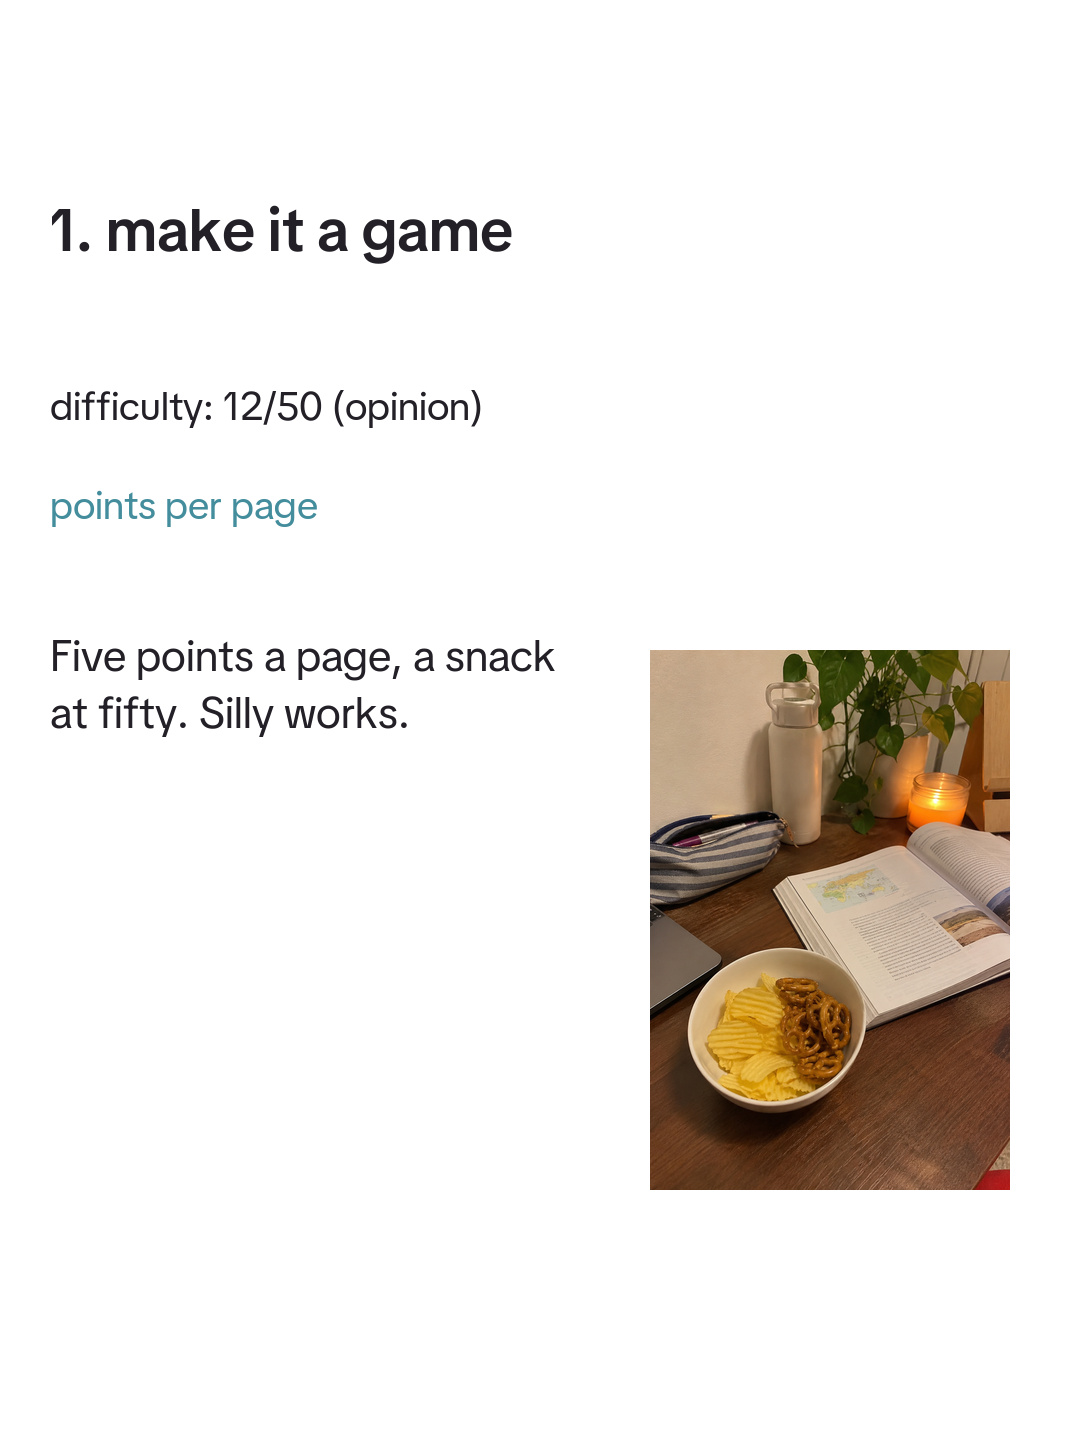 1. make it a game
difficulty: 12/50 (opinion)
points per page
Five points a page, a snack
at fifty. Silly works.